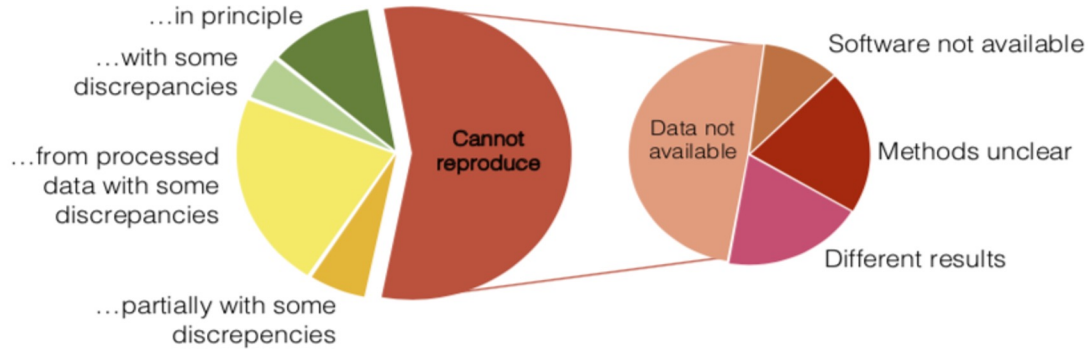 ...in principle
...with some
discrepancies
...from processed
data with some
discrepancies
...partially with some
discrepencies
Cannot
reproduce
Data not
available
Software not available
Methods unclear
Different results